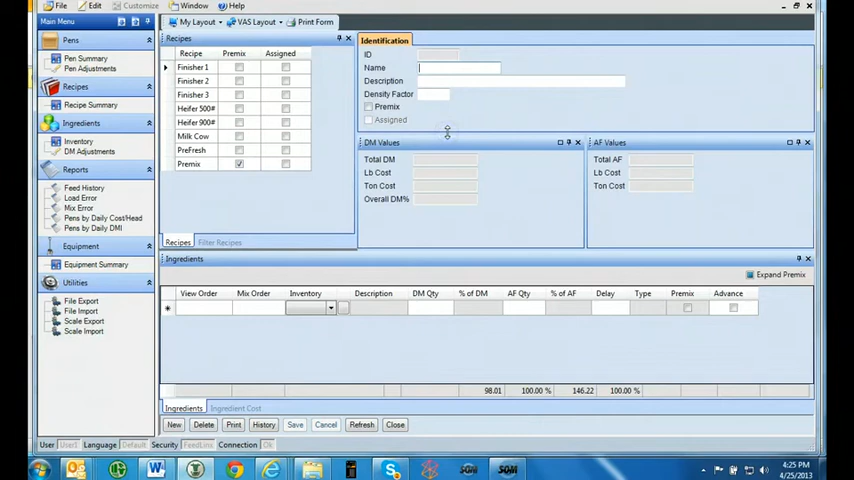 File Edit Customize Window Help
Main Menu
My Layout VAS Layout Print Form
Pens
Pen Summary
Pen Adjustments
Recipes
Recipe Summary
Ingredients
Inventory
DM Adjustments
Reports
Feed History
Load Error
Mix Error
Pens by Daily Cost/Head
Pens by Daily DMI
Equipment
Equipment Summary
Utilities
File Export
File Import
Scale Export
Scale Import
Recipes
Recipe Premix Assigned
Finisher 1
Finisher 2
Finisher 3
Heifer 500#
Heifer 900#
Milk Cow
PreFresh
Premix
Recipes Filter Recipes
Identification
ID
Name
Description
Density Factor
Premix
Assigned
DM Values
Total DM
Lb Cost
Ton Cost
Overall DM%
AF Values
Total AF
Lb Cost
Ton Cost
Ingredients
Expand Premix
View Order Mix Order Inventory Description DM Qty % of DM AF Qty % of AF Delay Type Premix Advance
98.01 100.00 % 146.22 100.00 %
Ingredients Ingredient Cost
New Delete Print History Save Cancel Refresh Close
User User1 Language Default Security FeedLink Connection Ok
4:25 PM
4/25/2013